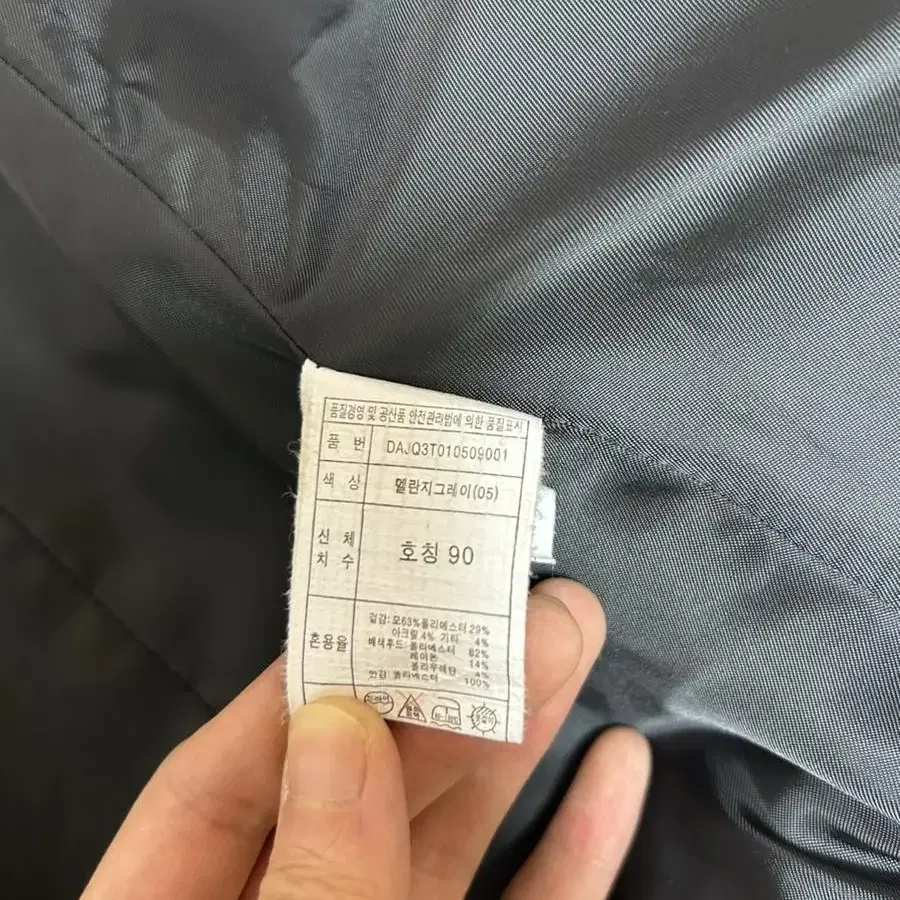 품질경영 및 공산품 안전관리법에 의한 품질표시
품 번 DAJQ3T010509001
색 상 멜란지그레이(05)
신 체 치 수 호칭 90
혼용율
겉감: 모63%폴리에스터 29%
아크릴 4% 기타 4%
배색후드: 폴리에스터 82%
레이온 14%
폴리우레탄 4%
안감: 폴리에스터 100%
드라이